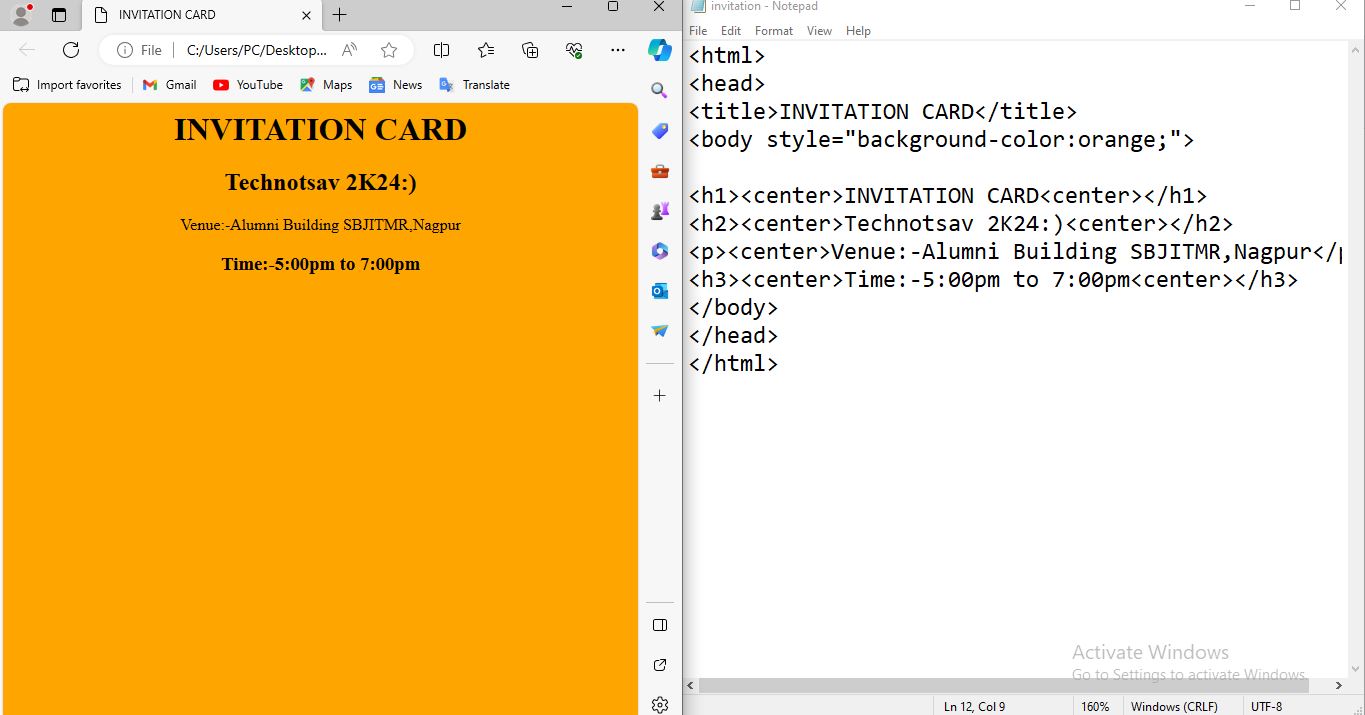 INVITATION CARD
File C:/Users/PC/Desktop...
Import favorites Gmail YouTube Maps News Translate
INVITATION CARD
Technotsav 2K24:)
Venue:-Alumni Building SBJITMR,Nagpur
Time:-5:00pm to 7:00pm
invitation - Notepad
File Edit Format View Help
<html>
<head>
<title>INVITATION CARD</title>
<body style="background-color:orange;">
<h1><center>INVITATION CARD<center></h1>
<h2><center>Technotsav 2K24:)<center></h2>
<p><center>Venue:-Alumni Building SBJITMR,Nagpur</p
<h3><center>Time:-5:00pm to 7:00pm<center></h3>
</body>
</head>
</html>
Activate Windows
Go to Settings to activate Windows.
Ln 12, Col 9 160% Windows (CRLF) UTF-8